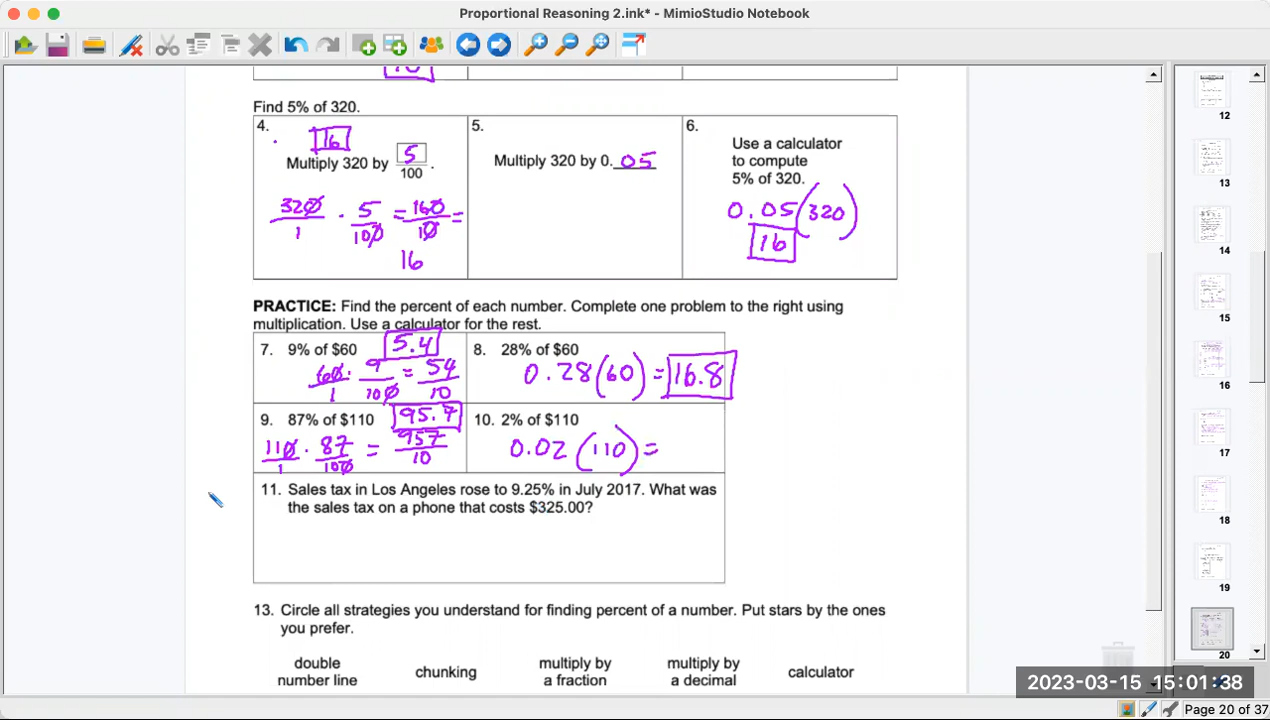 Proportional Reasoning 2.ink* - MimioStudio Notebook
Find 5% of 320.
4.
16
Multiply 320 by 5/100.
320/1 · 5/100 = 160/10 =
16
5.
Multiply 320 by 0. 05
6.
Use a calculator
to compute
5% of 320.
0.05(320)
16
PRACTICE: Find the percent of each number. Complete one problem to the right using
multiplication. Use a calculator for the rest.
7. 9% of $60 5.4
60/1 · 9/100 = 54/10
8. 28% of $60
0.28(60) = 16.8
9. 87% of $110 95.7
110/1 · 87/100 = 957/10
10. 2% of $110
0.02(110) =
11. Sales tax in Los Angeles rose to 9.25% in July 2017. What was
the sales tax on a phone that costs $325.00?
13. Circle all strategies you understand for finding percent of a number. Put stars by the ones
you prefer.
double
number line
chunking
multiply by
a fraction
multiply by
a decimal
calculator
12
13
14
15
16
17
18
19
20
2023-03-15 15:01:38
Page 20 of 37